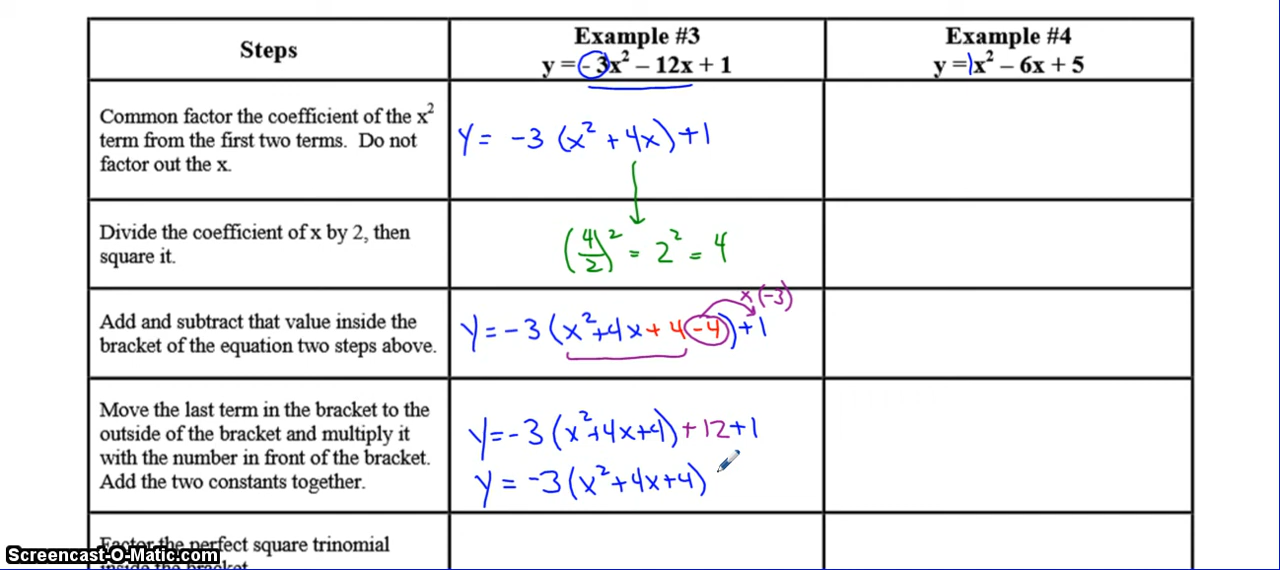 Steps
Example #3
y = -3x² – 12x + 1
Example #4
y = 1x² – 6x + 5
Common factor the coefficient of the x²
term from the first two terms. Do not
factor out the x.
y = -3 (x² + 4x) + 1
Divide the coefficient of x by 2, then
square it.
(4/2)² = 2² = 4
Add and subtract that value inside the
bracket of the equation two steps above.
x (-3)
y = -3 (x² + 4x + 4 - 4) + 1
Move the last term in the bracket to the
outside of the bracket and multiply it
with the number in front of the bracket.
Add the two constants together.
y = -3 (x² + 4x + 4) + 12 + 1
y = -3 (x² + 4x + 4)
Factor the perfect square trinomial
inside the bracket.
Screencast-O-Matic.com